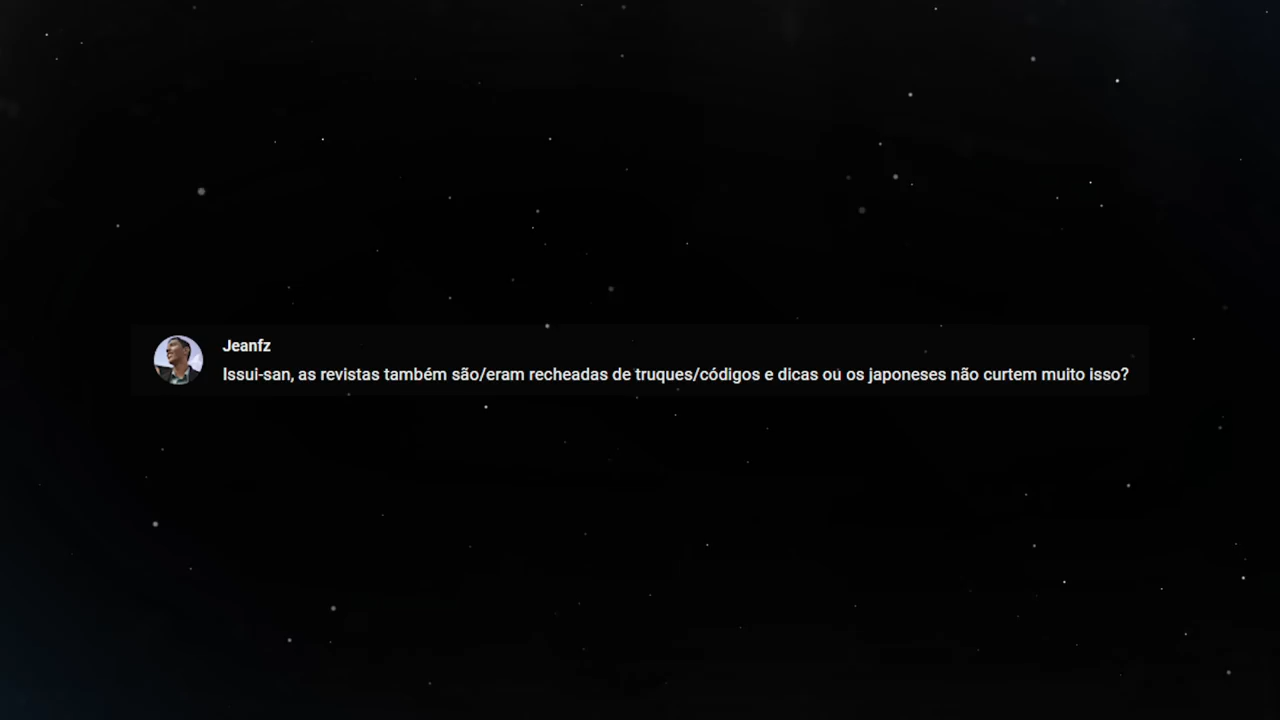 Jeanfz
Issui-san, as revistas também são/eram recheadas de truques/códigos e dicas ou os japoneses não curtem muito isso?